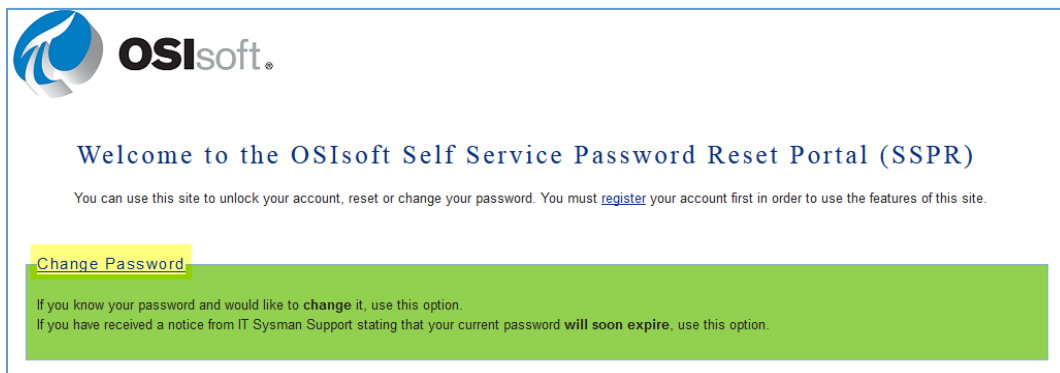 OSIsoft®
Welcome to the OSIsoft Self Service Password Reset Portal (SSPR)
You can use this site to unlock your account, reset or change your password. You must register your account first in order to use the features of this site.
Change Password
If you know your password and would like to change it, use this option.
If you have received a notice from IT Sysman Support stating that your current password will soon expire, use this option.